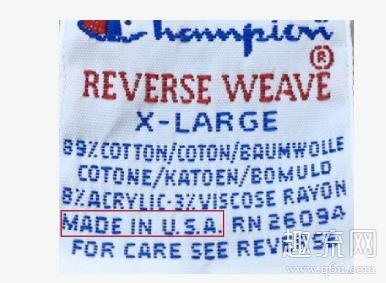 Champion
®
REVERSE WEAVE
X-LARGE
89%COTTON/COTON/BAUMWOLLE
COTONE/KATOEN/BOMULD
8%ACRYLIC-3%VISCOSE RAYON
MADE IN U.S.A. RN 26094
FOR CARE SEE REVERSE
趣流网
www.q6u.com